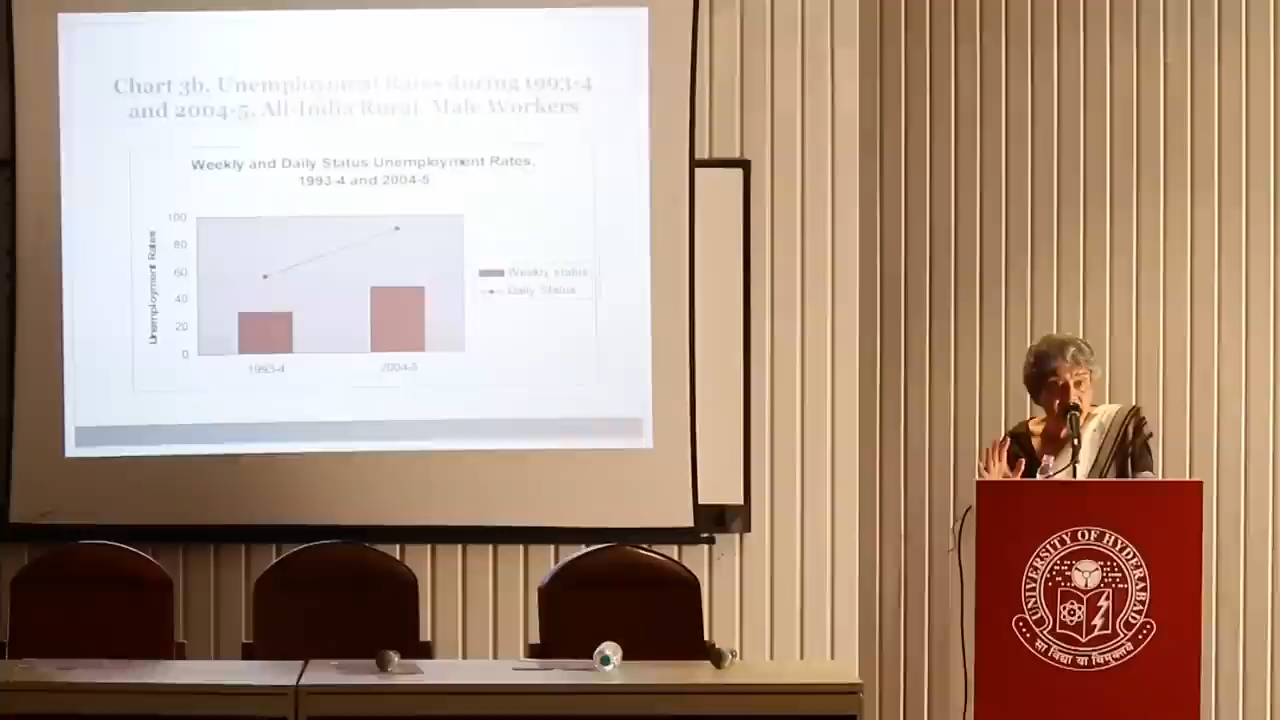 Chart 3b. Unemployment Rates during 1993-4
and 2004-5, All-India Rural, Male Workers
Weekly and Daily Status Unemployment Rates,
1993-4 and 2004-5
Unemployment Rates
100
80
60
40
20
0
1993-4
2004-5
Weekly status
Daily Status
UNIVERSITY OF HYDERABAD
सा विद्या या विमुक्तये